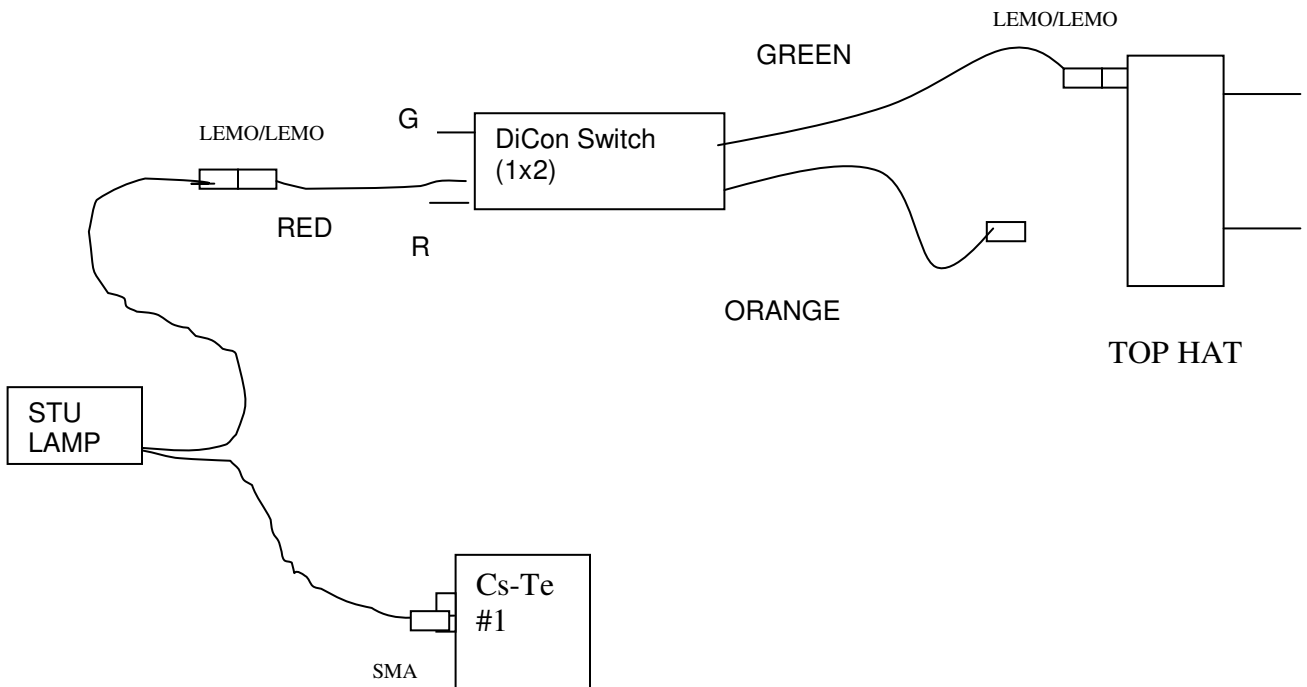 LEMO/LEMO
GREEN
G
DiCon Switch
(1x2)
LEMO/LEMO
RED
R
ORANGE
TOP HAT
STU
LAMP
Cs-Te
#1
SMA